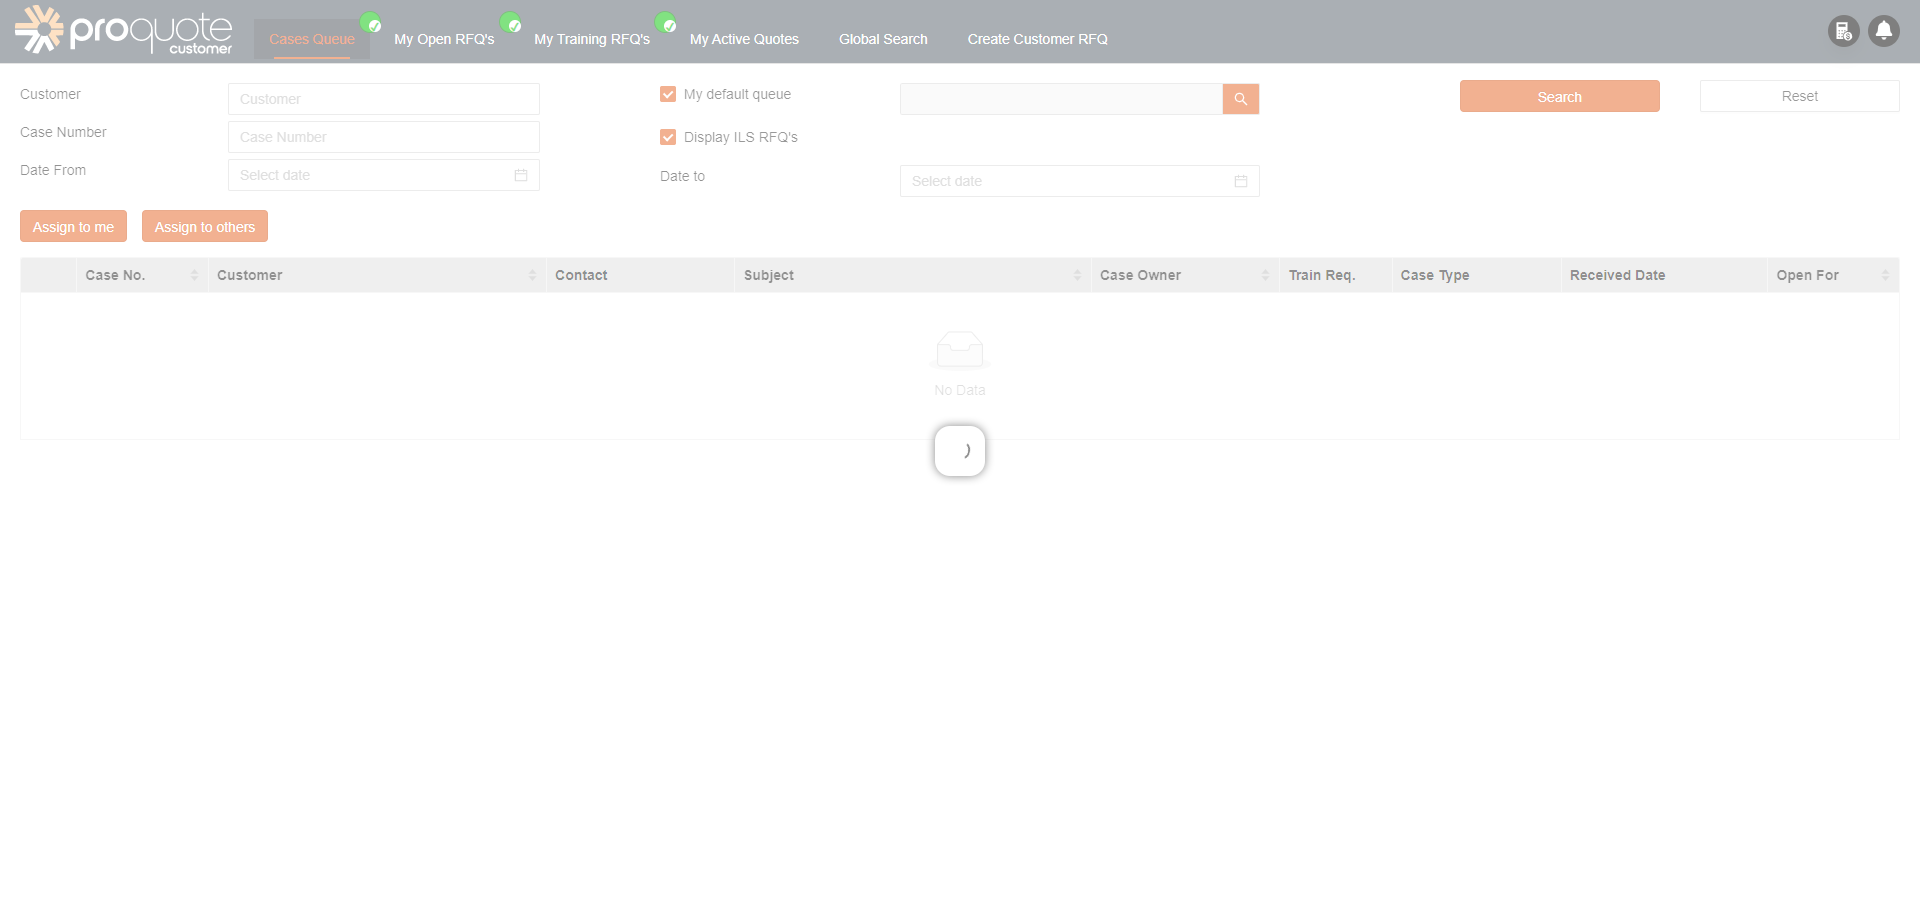 proquote
customer
Cases Queue
My Open RFQ's
My Training RFQ's
My Active Quotes
Global Search
Create Customer RFQ
Customer
Customer
My default queue
Search
Reset
Case Number
Case Number
Display ILS RFQ's
Date From
Select date
Date to
Select date
Assign to me
Assign to others
Case No.
Customer
Contact
Subject
Case Owner
Train Req.
Case Type
Received Date
Open For
No Data